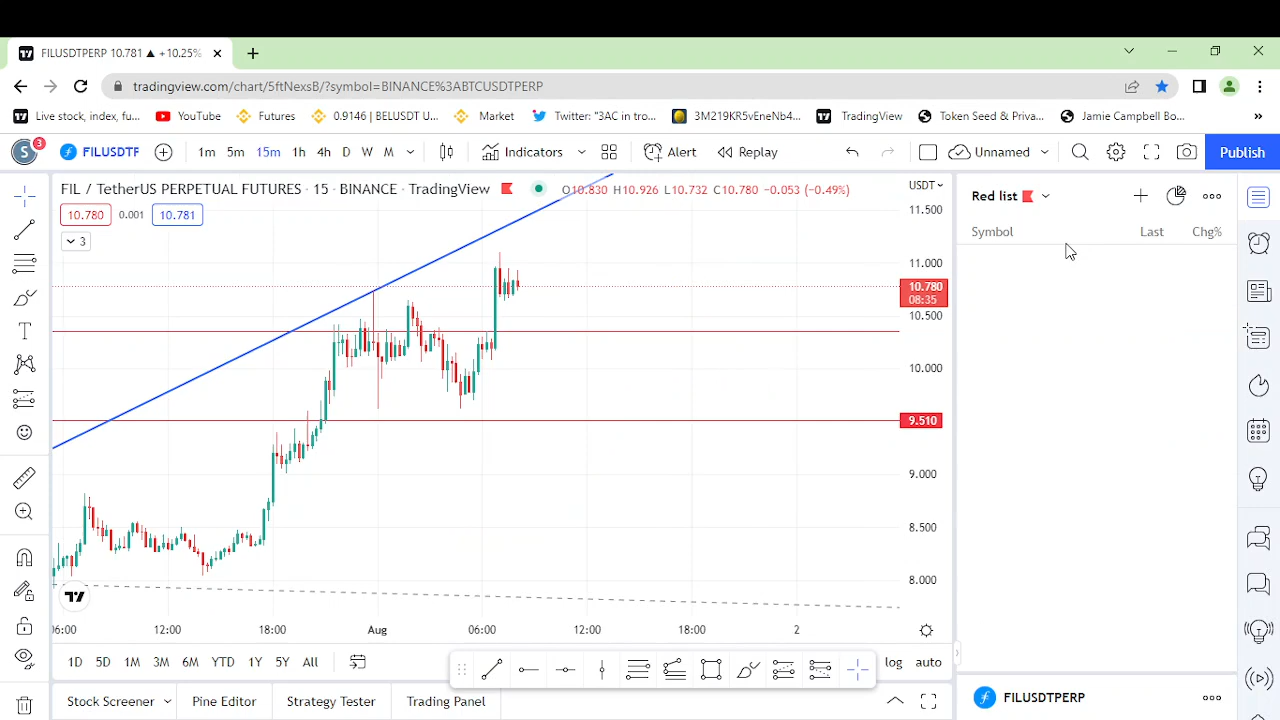 FILUSDTPERP 10.781 ▲ +10.25%
tradingview.com/chart/5ftNexsB/?symbol=BINANCE%3ABTCUSDTPERP
Live stock, index, fu... YouTube Futures 0.9146 | BELUSDT U... Market Twitter: "3AC in tro... 3M219KR5vEneNb4... TradingView Token Seed & Priva... Jamie Campbell Bo... »
S 3 FILUSDTF 1m 5m 15m 1h 4h D W M Indicators Alert Replay Unnamed Publish
FIL / TetherUS PERPETUAL FUTURES · 15 · BINANCE · TradingView O10.830 H10.926 L10.732 C10.780 −0.053 (−0.49%) USDT
10.780 0.001 10.781
3
Red list
Symbol Last Chg%
11.500
11.000
10.780
08:35
10.500
10.000
9.510
9.000
8.500
8.000
06:00 12:00 18:00 Aug 06:00 12:00 18:00 2
1D 5D 1M 3M 6M YTD 1Y 5Y All log auto
Stock Screener Pine Editor Strategy Tester Trading Panel
FILUSDTPERP